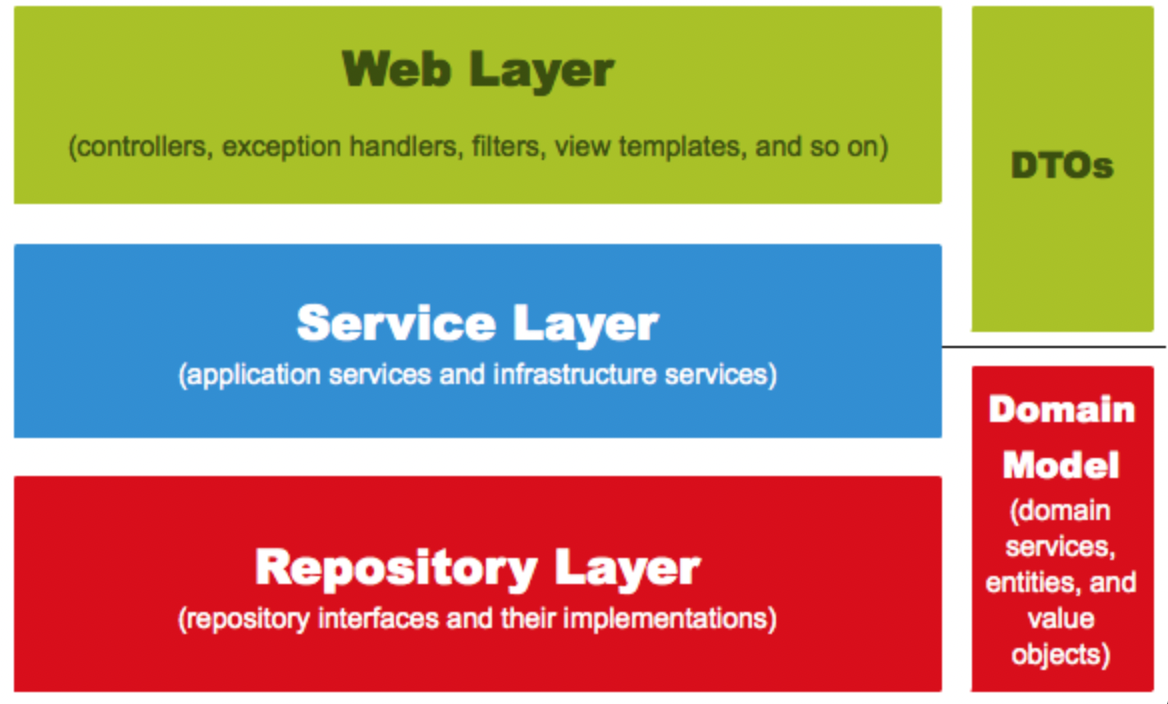 Web Layer
(controllers, exception handlers, filters, view templates, and so on)
DTOs
Service Layer
(application services and infrastructure services)
Repository Layer
(repository interfaces and their implementations)
Domain
Model
(domain
services,
entities, and
value
objects)